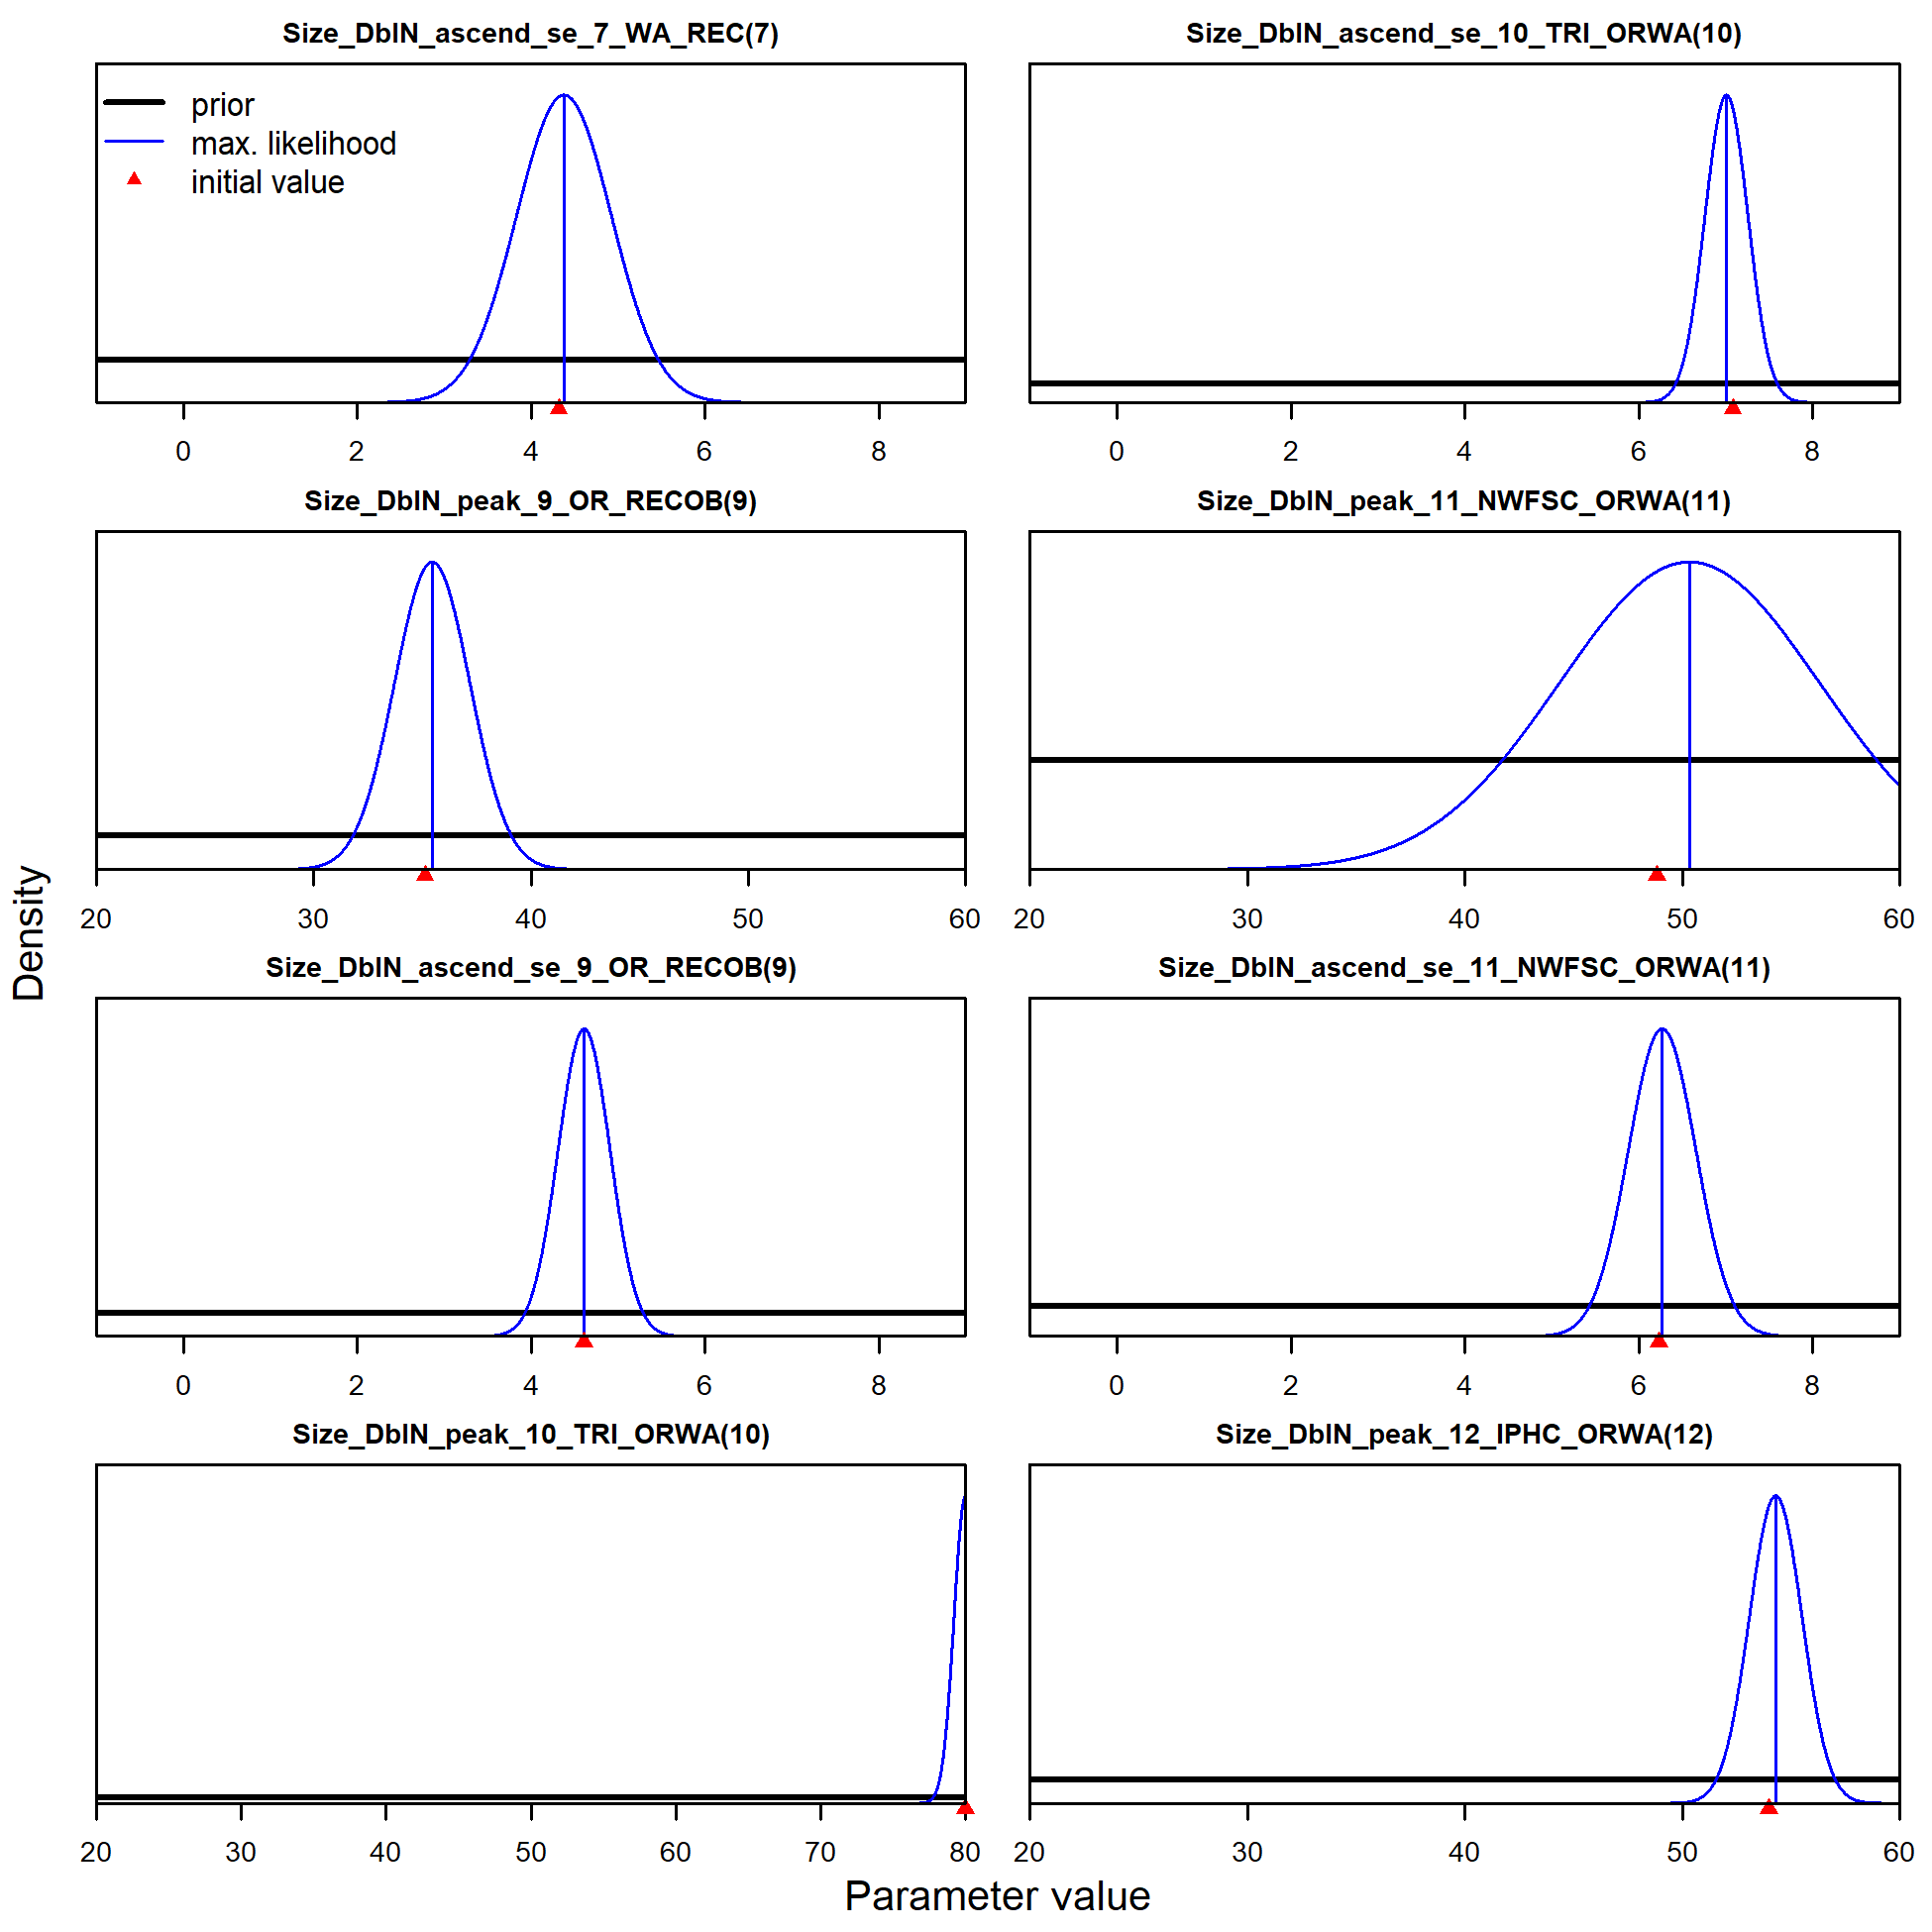 Size_DblN_ascend_se_7_WA_REC(7)
prior
max. likelihood
initial value
0 2 4 6 8
Size_DblN_ascend_se_10_TRI_ORWA(10)
0 2 4 6 8
Size_DblN_peak_9_OR_RECOB(9)
20 30 40 50 60
Size_DblN_peak_11_NWFSC_ORWA(11)
20 30 40 50 60
Size_DblN_ascend_se_9_OR_RECOB(9)
0 2 4 6 8
Size_DblN_ascend_se_11_NWFSC_ORWA(11)
0 2 4 6 8
Size_DblN_peak_10_TRI_ORWA(10)
20 30 40 50 60 70 80
Size_DblN_peak_12_IPHC_ORWA(12)
20 30 40 50 60
Density
Parameter value